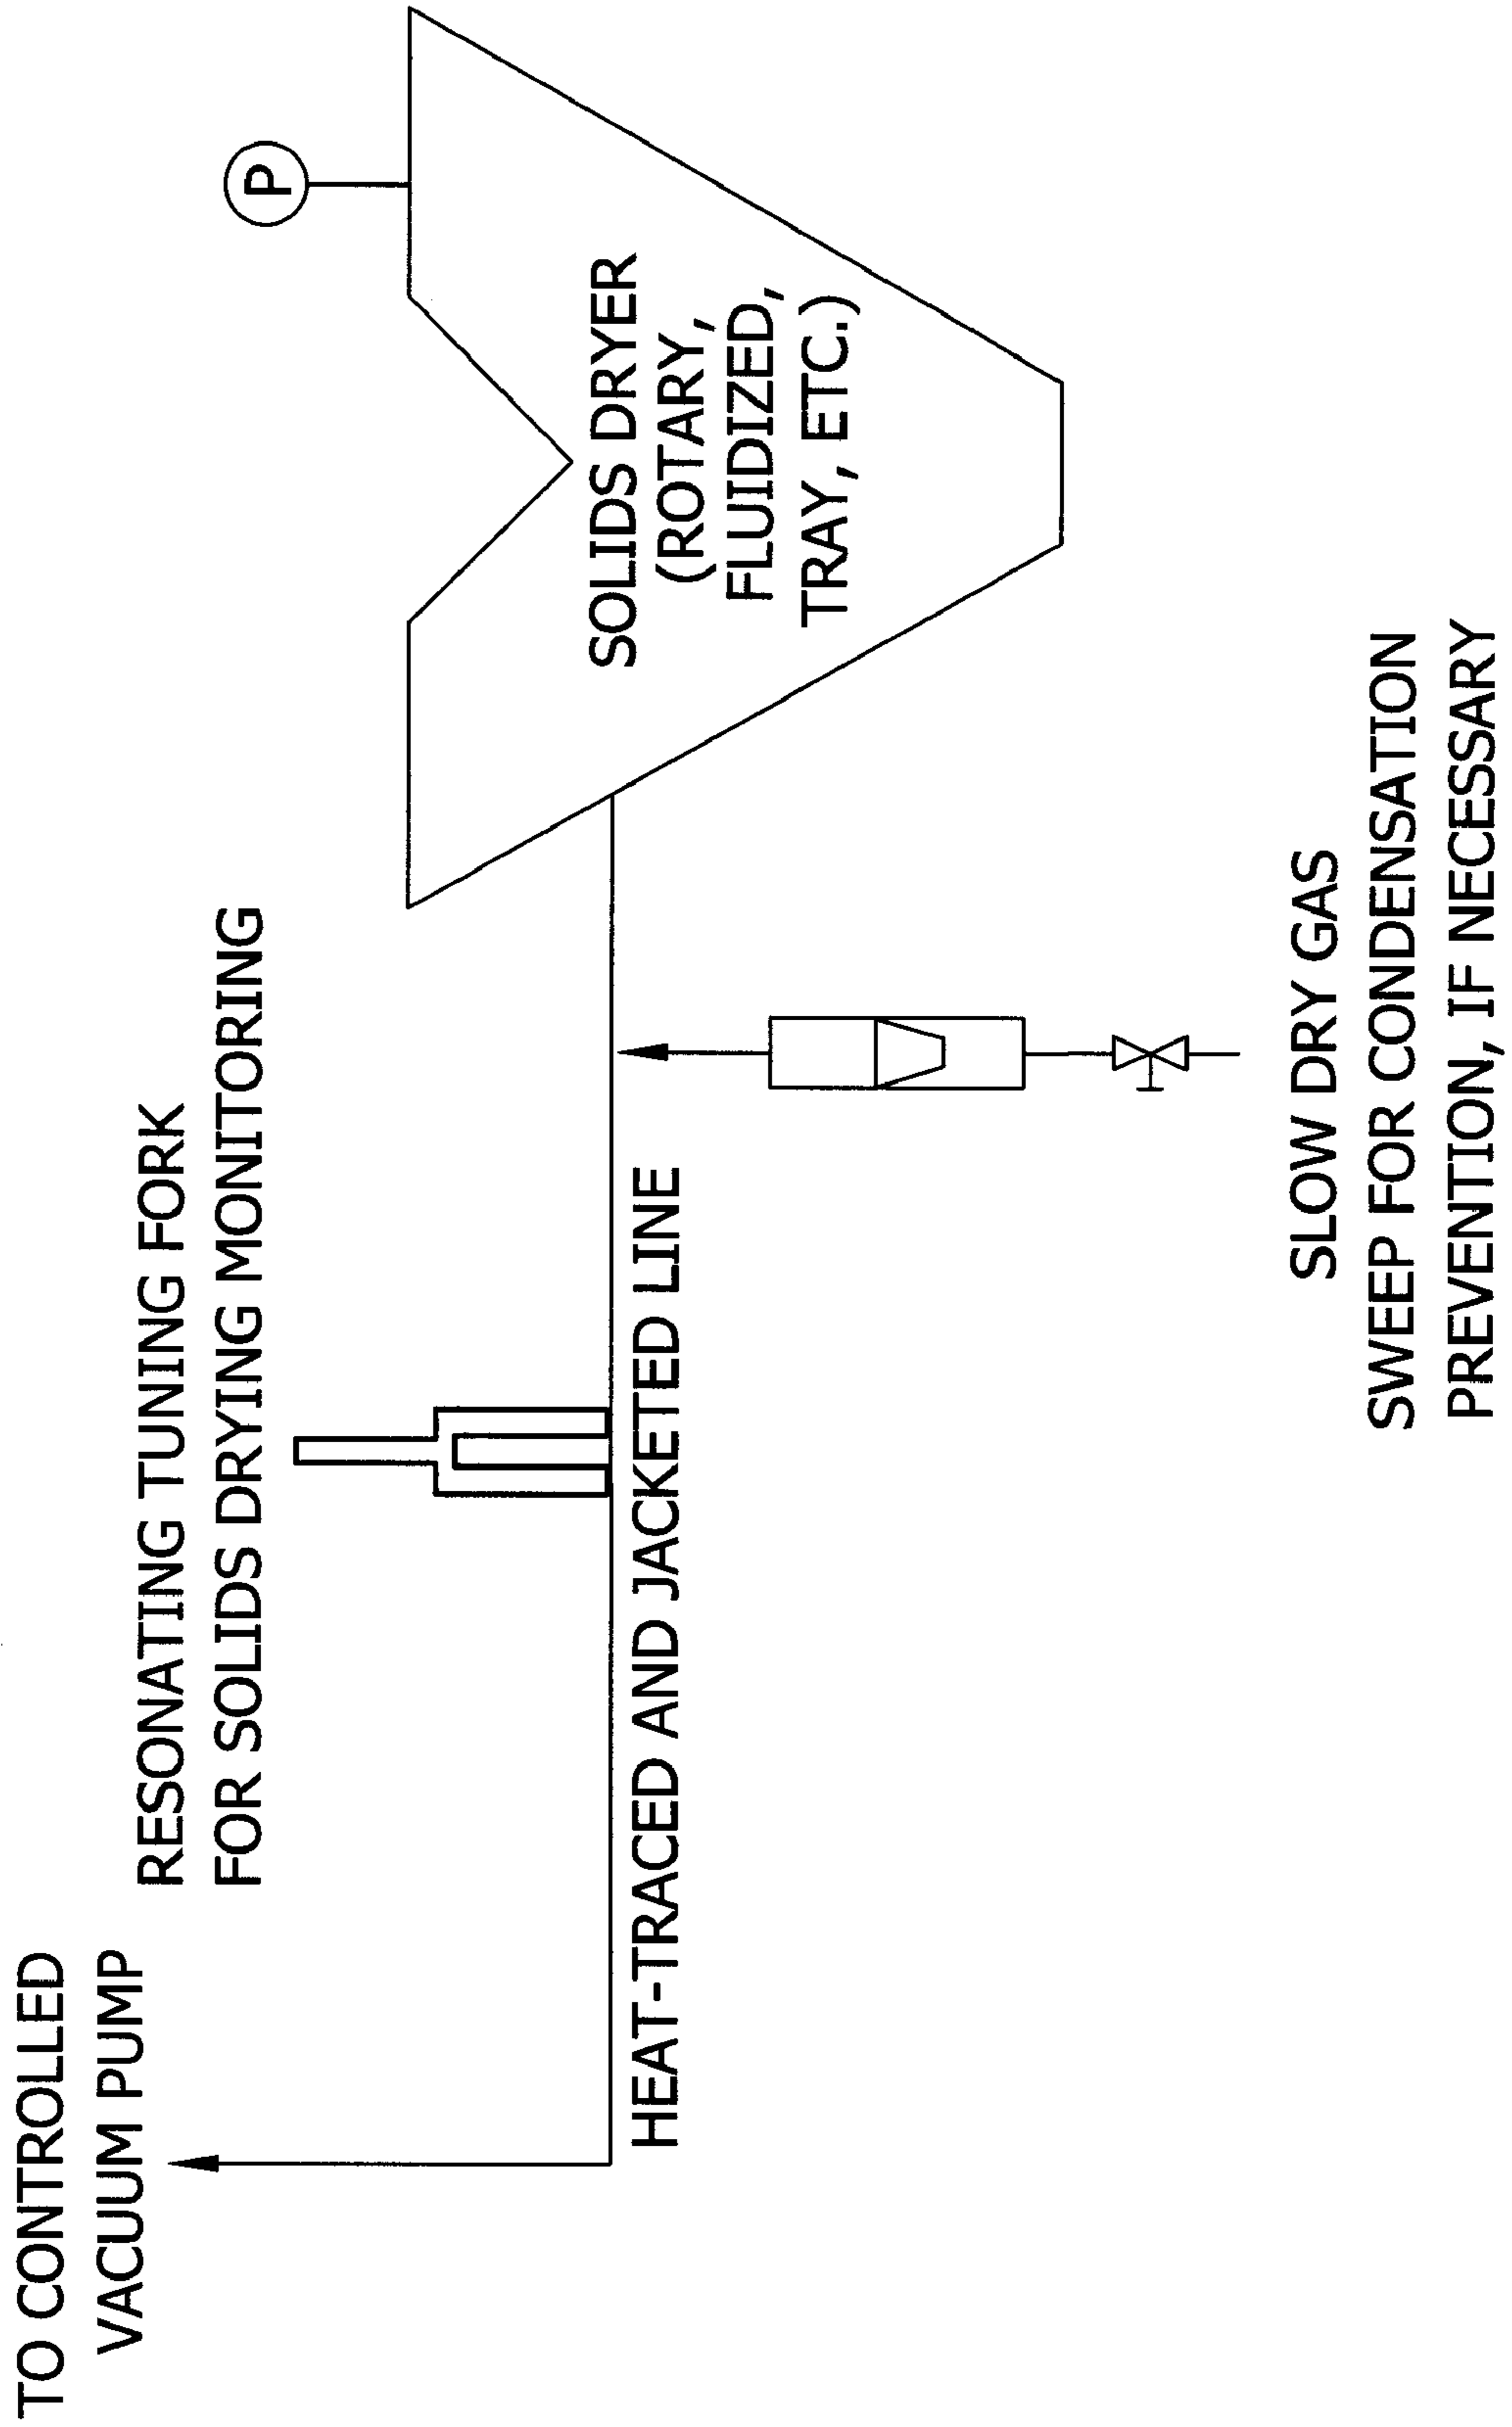 TO CONTROLLED
VACUUM PUMP
RESONATING TUNING FORK
FOR SOLIDS DRYING MONITORING
P
SOLIDS DRYER
(ROTARY,
FLUIDIZED,
TRAY, ETC.)
HEAT-TRACED AND JACKETED LINE
SLOW DRY GAS
SWEEP FOR CONDENSATION
PREVENTION, IF NECESSARY